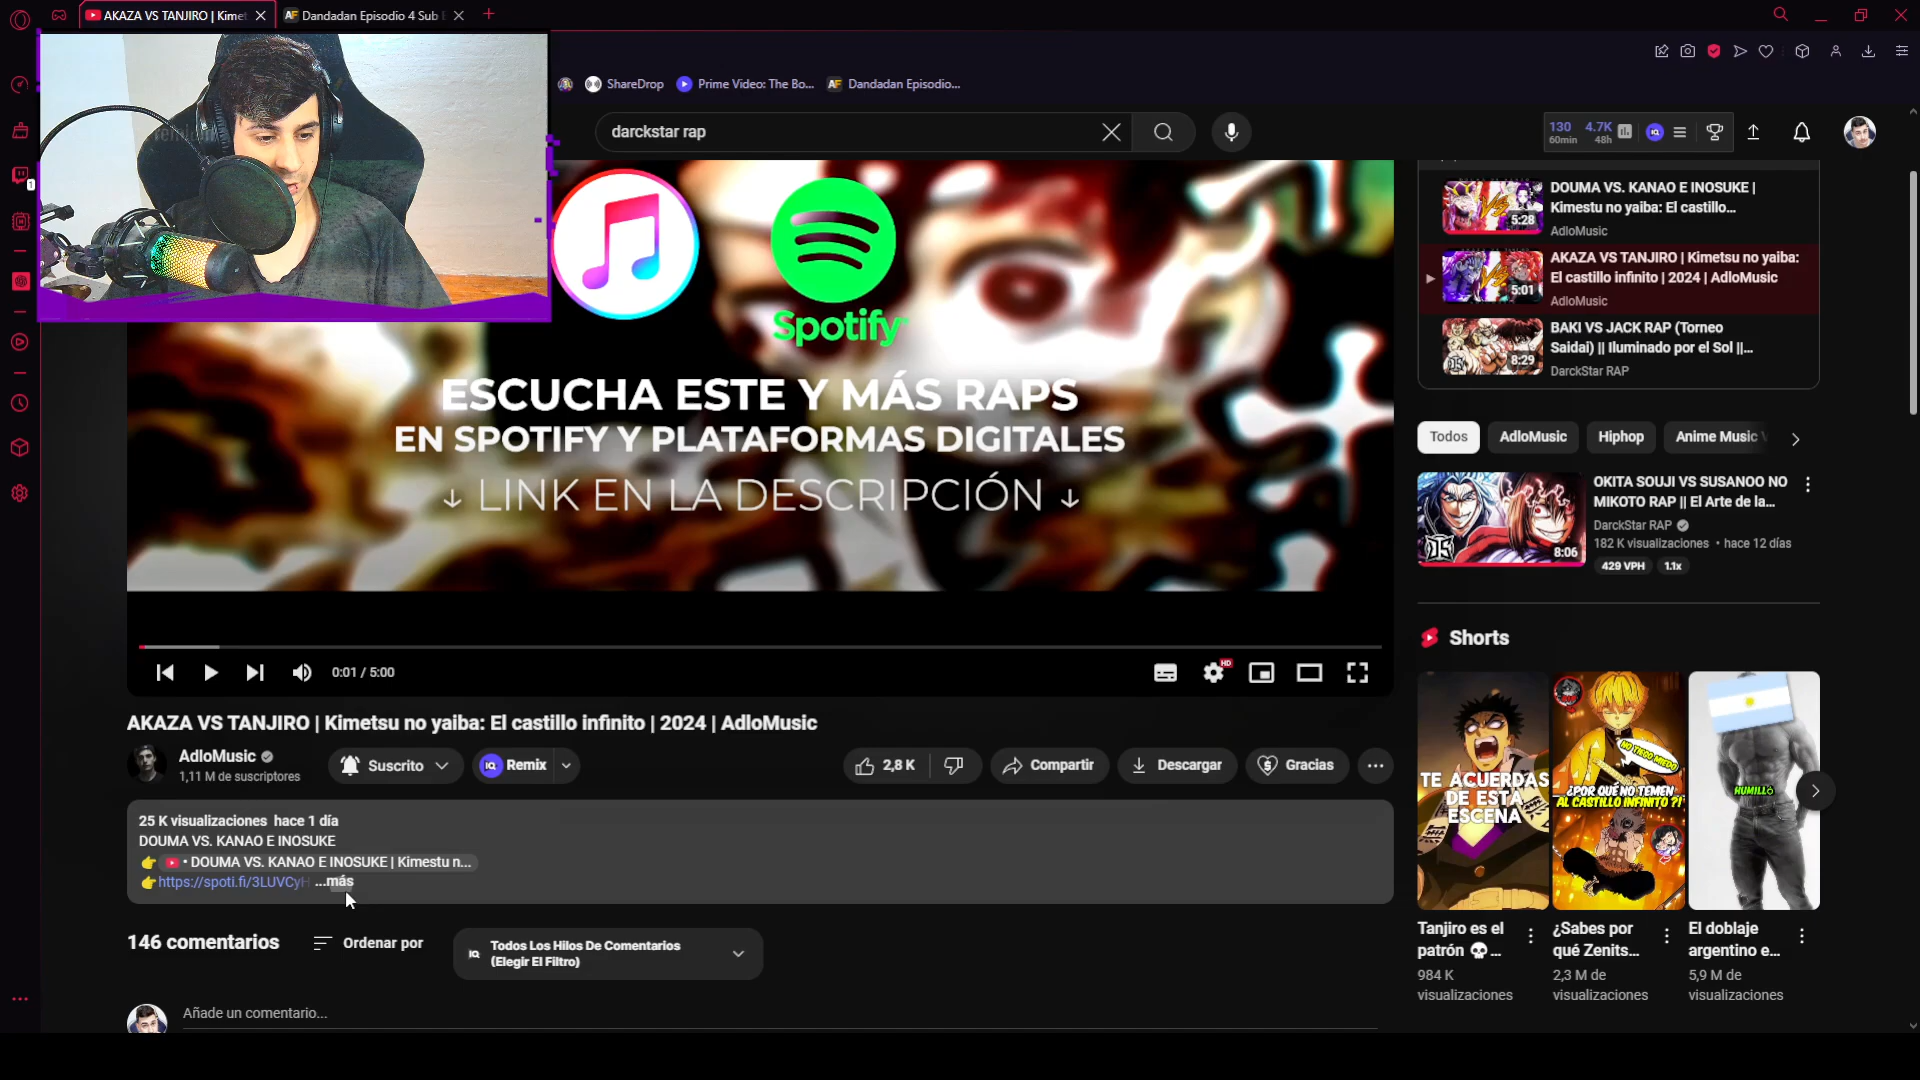 AKAZA VS TANJIRO | Kimet
Dandadan Episodio 4 Sub
ShareDrop
Prime Video: The Bo...
AF
Dandadan Episodio...
darckstar rap
130
60min
4.7K
48h
DOUMA VS. KANAO E INOSUKE |
Kimestu no yaiba: El castillo...
AdloMusic
5:28
AKAZA VS TANJIRO | Kimetsu no yaiba:
El castillo infinito | 2024 | AdloMusic
AdloMusic
5:01
BAKI VS JACK RAP (Torneo
Saidai) || Iluminado por el Sol ||...
DarckStar RAP
8:29
Spotify
ESCUCHA ESTE Y MÁS RAPS
EN SPOTIFY Y PLATAFORMAS DIGITALES
↓ LINK EN LA DESCRIPCIÓN ↓
Todos
AdloMusic
Hiphop
Anime Music
OKITA SOUJI VS SUSANOO NO
MIKOTO RAP || El Arte de la...
DarckStar RAP
182 K visualizaciones • hace 12 días
429 VPH
1.1x
8:06
Shorts
0:01 / 5:00
HD
AKAZA VS TANJIRO | Kimetsu no yaiba: El castillo infinito | 2024 | AdloMusic
AdloMusic
1,11 M de suscriptores
Suscrito
Remix
2,8 K
Compartir
Descargar
Gracias
25 K visualizaciones hace 1 día
DOUMA VS. KANAO E INOSUKE
👉 • DOUMA VS. KANAO E INOSUKE | Kimestu n...
👉https://spoti.fi/3LUVCyH ...más
146 comentarios
Ordenar por
Todos Los Hilos De Comentarios
(Elegir El Filtro)
Añade un comentario...
TE ACUERDAS
DE ESTA
ESCENA
NO TENGO MIEDO
¿POR QUÉ NO TEMEN
AL CASTILLO INFINITO ?!
HUMILLÓ
Tanjiro es el
patrón 💀...
984 K
visualizaciones
¿Sabes por
qué Zenits...
2,3 M de
visualizaciones
El doblaje
argentino e...
5,9 M de
visualizaciones